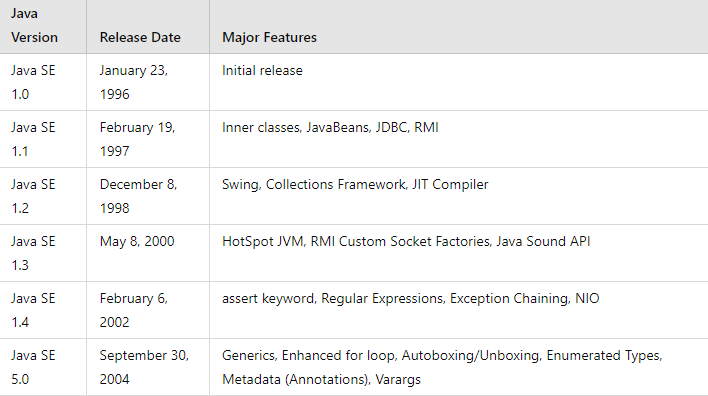 Java
Version Release Date Major Features
Java SE January 23, Initial release
1.0 1996
Java SE February 19, Inner classes, JavaBeans, JDBC, RMI
1.1 1997
Java SE December 8, Swing, Collections Framework, JIT Compiler
1.2 1998
Java SE May 8, 2000 HotSpot JVM, RMI Custom Socket Factories, Java Sound API
1.3
Java SE February 6, assert keyword, Regular Expressions, Exception Chaining, NIO
1.4 2002
Java SE September 30, Generics, Enhanced for loop, Autoboxing/Unboxing, Enumerated Types,
5.0 2004 Metadata (Annotations), Varargs